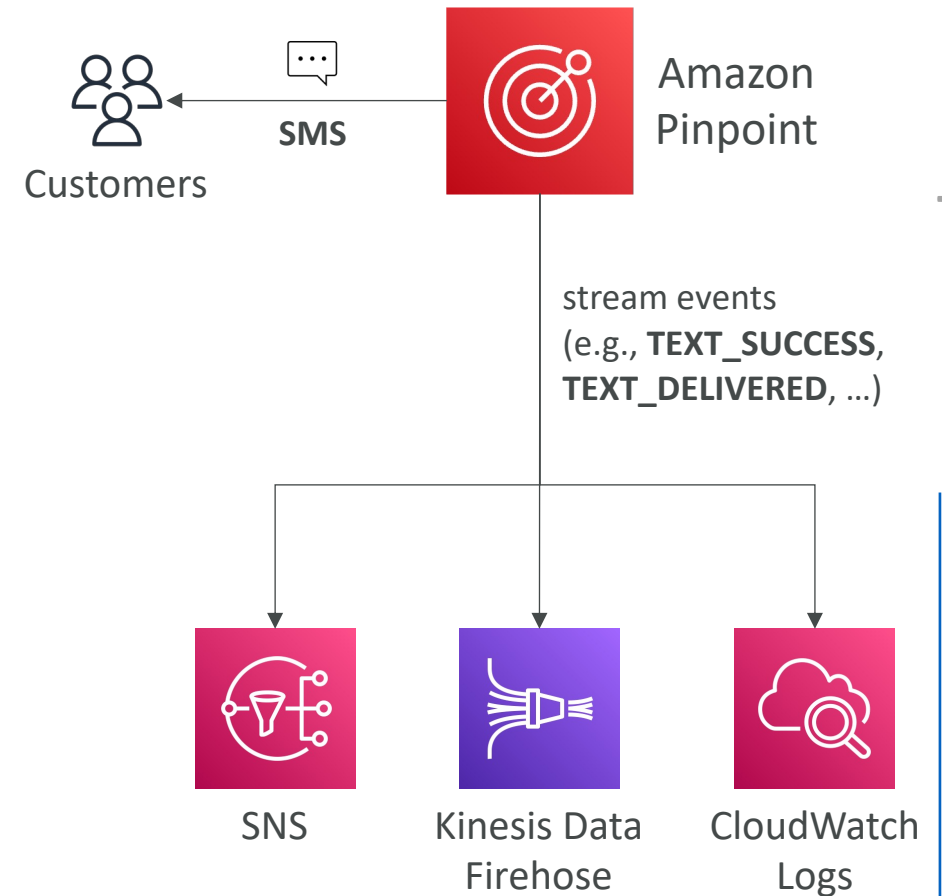 Amazon
Pinpoint
SMS
Customers
stream events
(e.g., TEXT_SUCCESS,
TEXT_DELIVERED, ...)
SNS
Kinesis Data
Firehose
CloudWatch
Logs